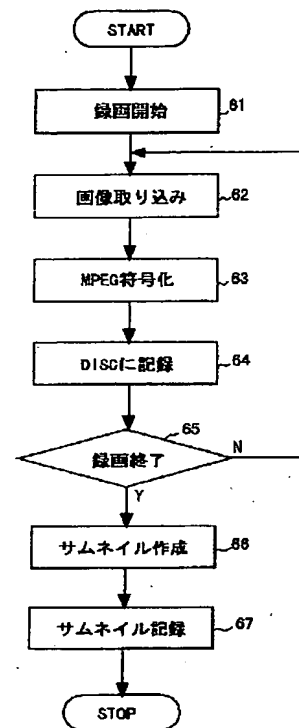 START
録画開始
61
画像取り込み
62
MPEG符号化
63
DISCに記録
64
65
録画終了
N
Y
サムネイル作成
66
サムネイル記録
67
STOP